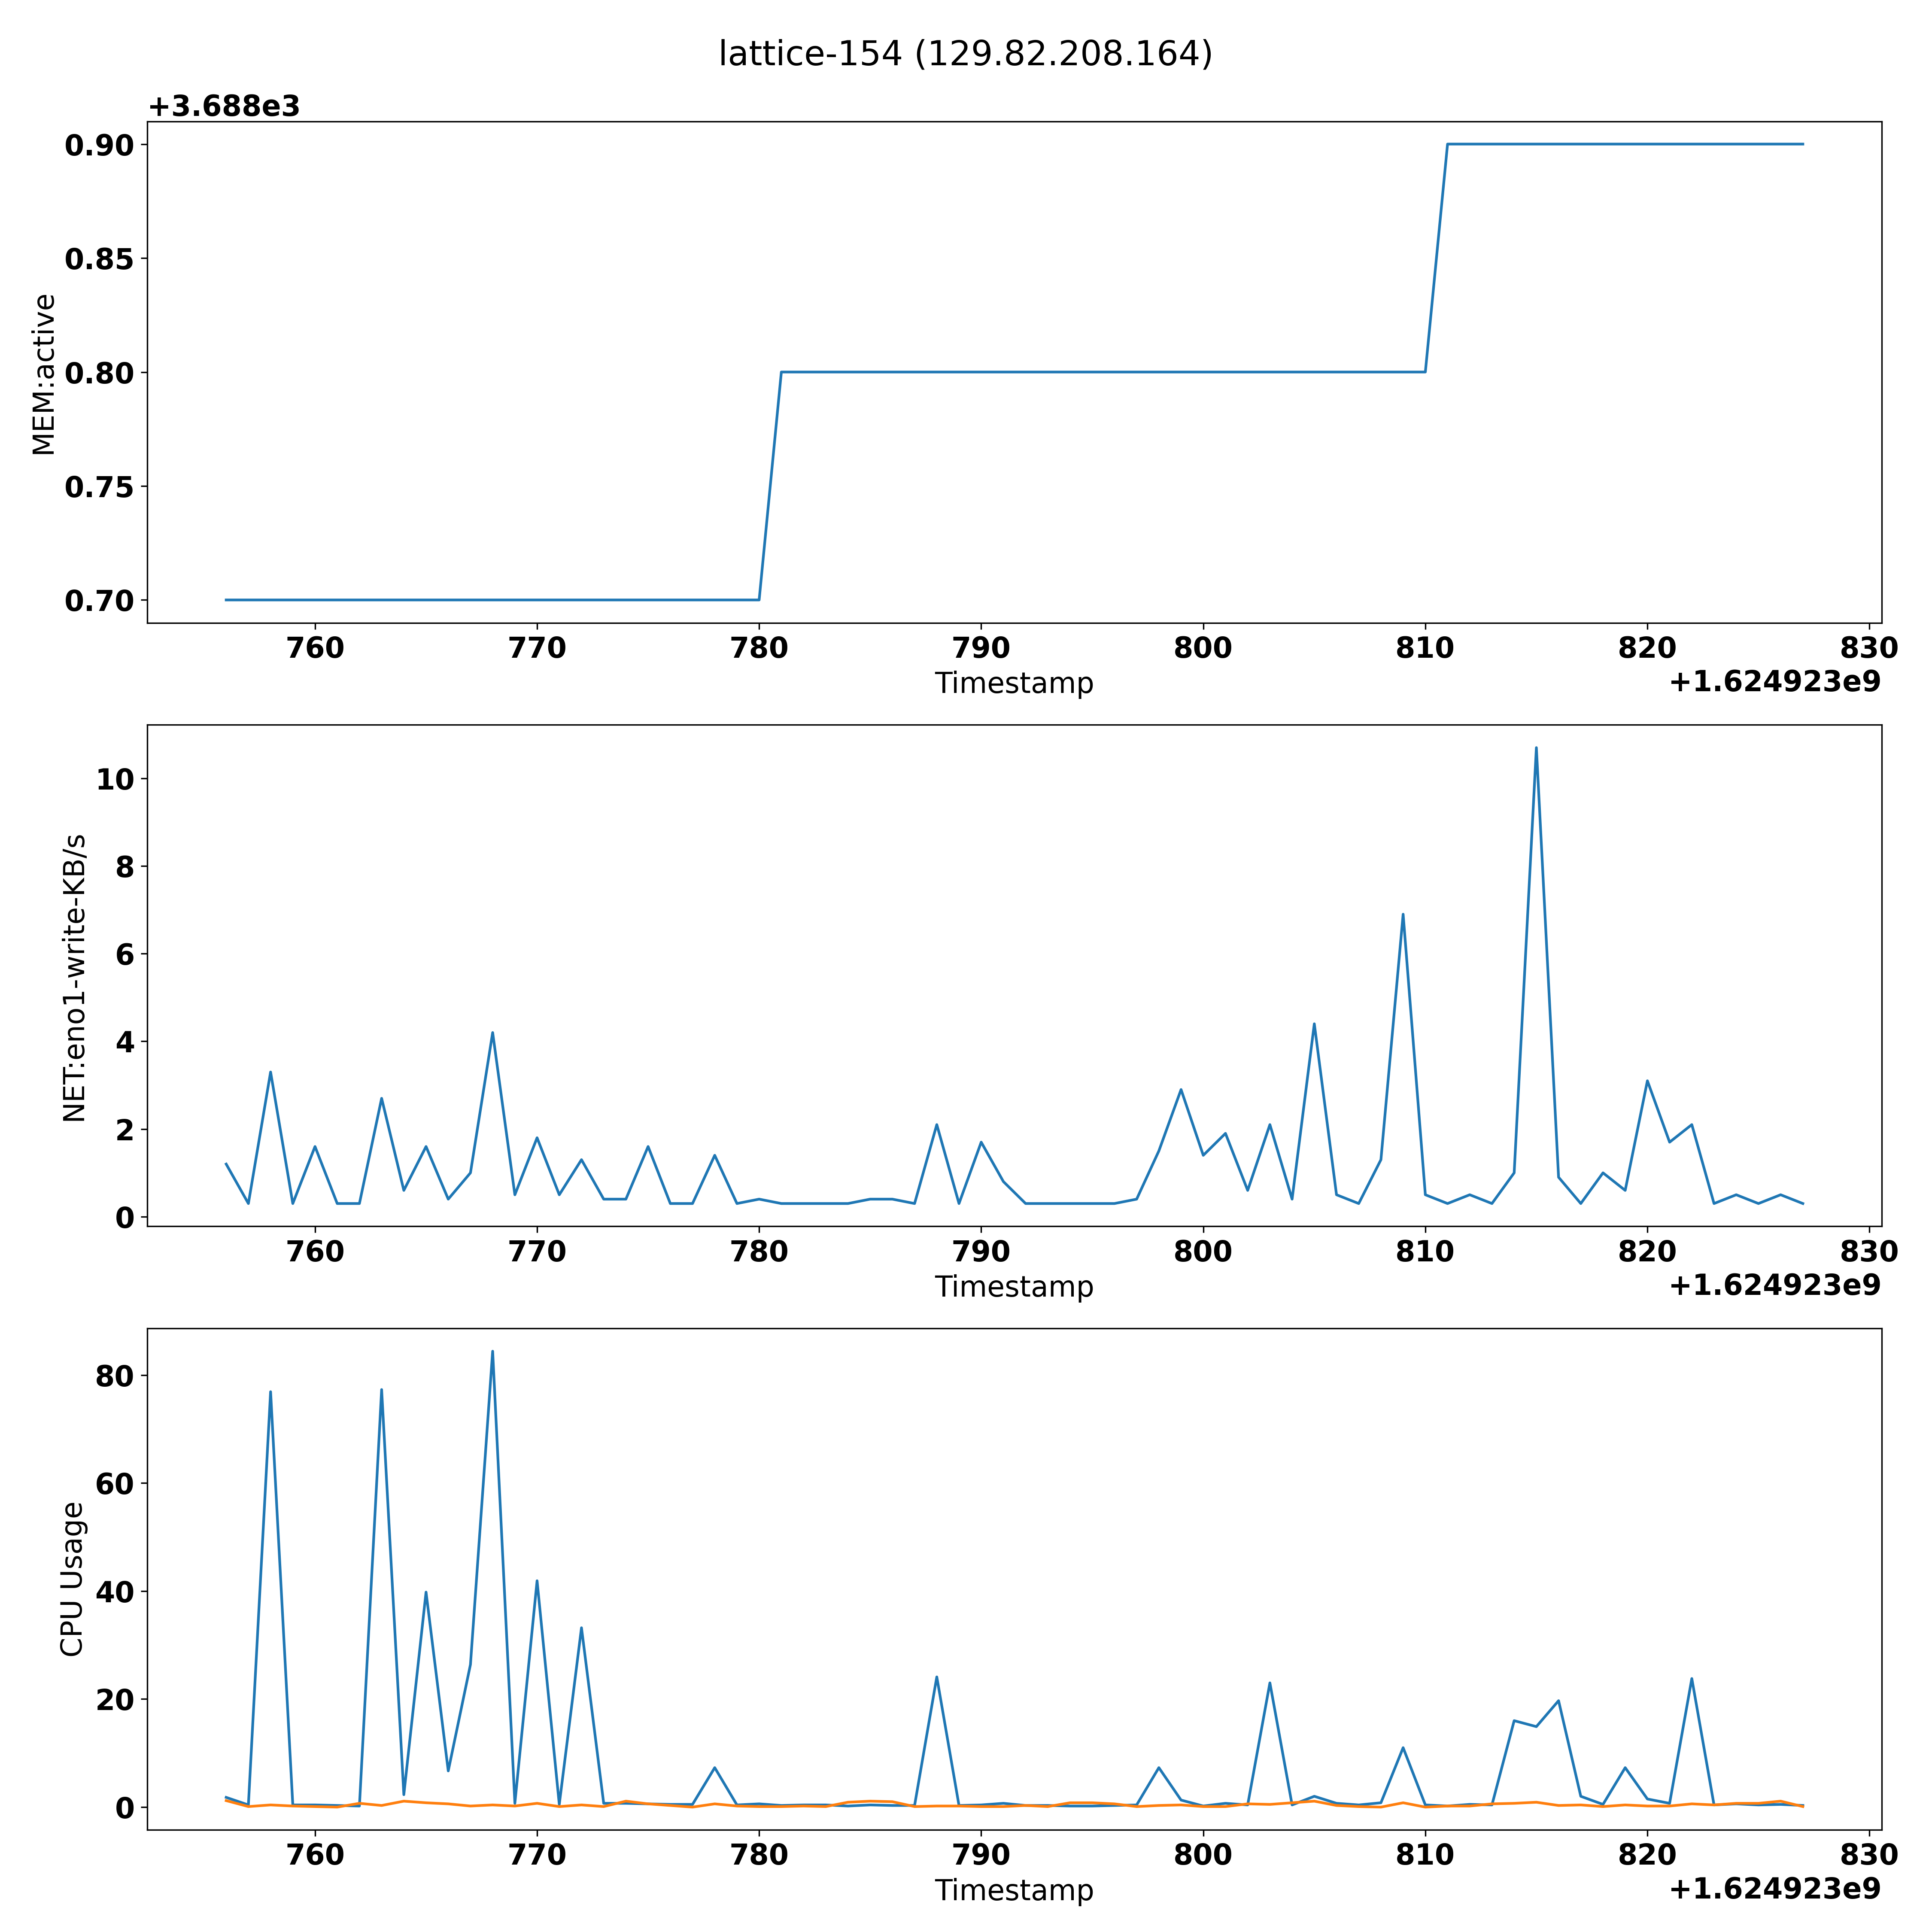 lattice-154 (129.82.208.164)
+3.688e3
0.90
0.85
0.80
0.75
0.70
MEM:active
760 770 780 790 800 810 820 830
Timestamp
+1.624923e9
10
8
6
4
2
0
NET:eno1-write-KB/s
760 770 780 790 800 810 820 830
Timestamp
+1.624923e9
80
60
40
20
0
CPU Usage
760 770 780 790 800 810 820 830
Timestamp
+1.624923e9